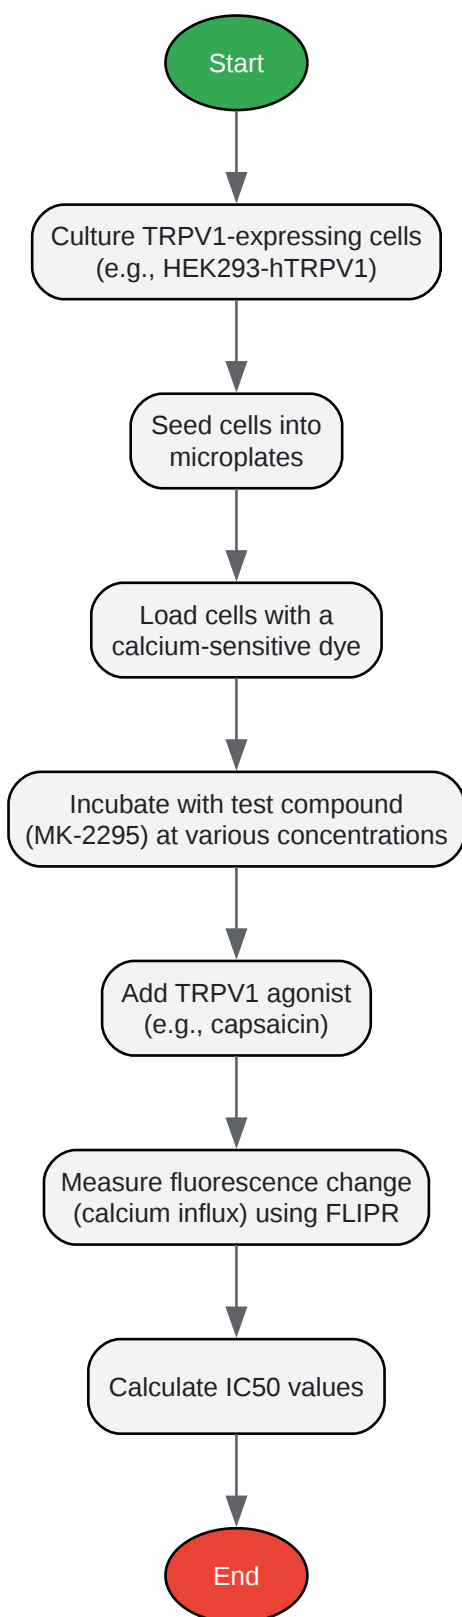 Start
Culture TRPV1-expressing cells
(e.g., HEK293-hTRPV1)
Seed cells into
microplates
Load cells with a
calcium-sensitive dye
Incubate with test compound
(MK-2295) at various concentrations
Add TRPV1 agonist
(e.g., capsaicin)
Measure fluorescence change
(calcium influx) using FLIPR
Calculate IC50 values
End